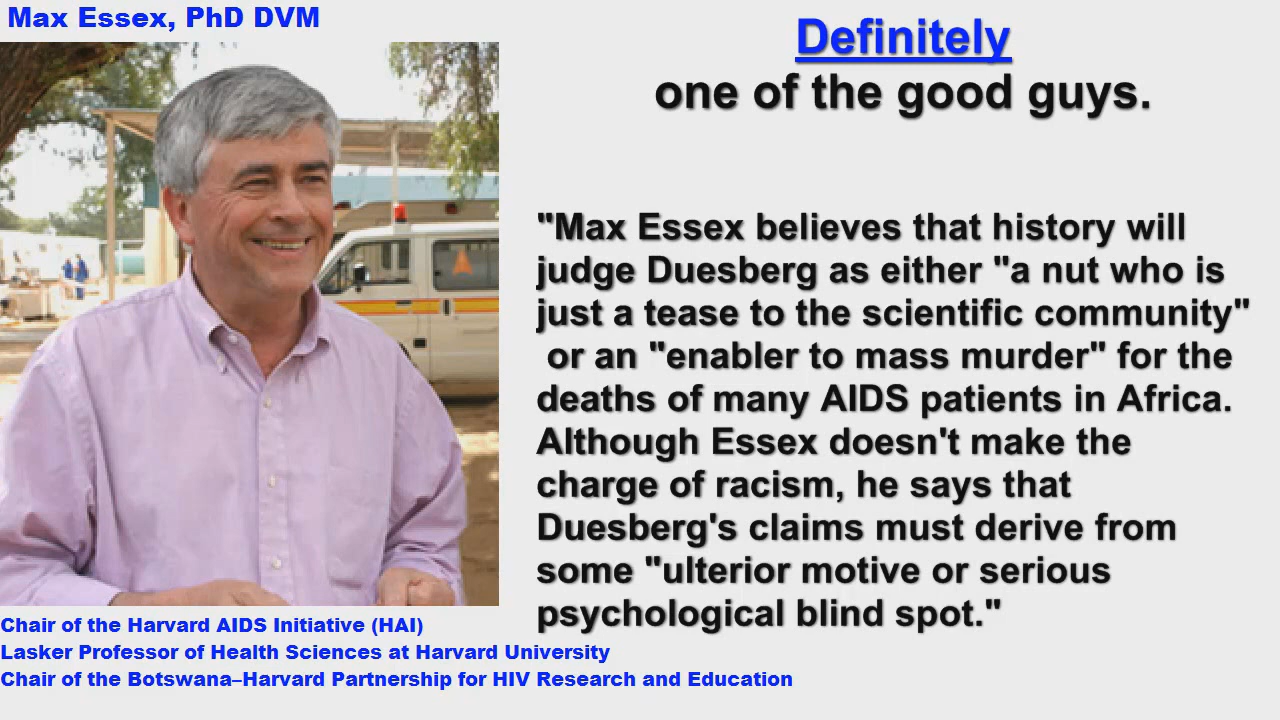 Max Essex, PhD DVM
Definitely
one of the good guys.
"Max Essex believes that history will
judge Duesberg as either "a nut who is
just a tease to the scientific community"
or an "enabler to mass murder" for the
deaths of many AIDS patients in Africa.
Although Essex doesn't make the
charge of racism, he says that
Duesberg's claims must derive from
some "ulterior motive or serious
psychological blind spot."
Chair of the Harvard AIDS Initiative (HAI)
Lasker Professor of Health Sciences at Harvard University
Chair of the Botswana–Harvard Partnership for HIV Research and Education